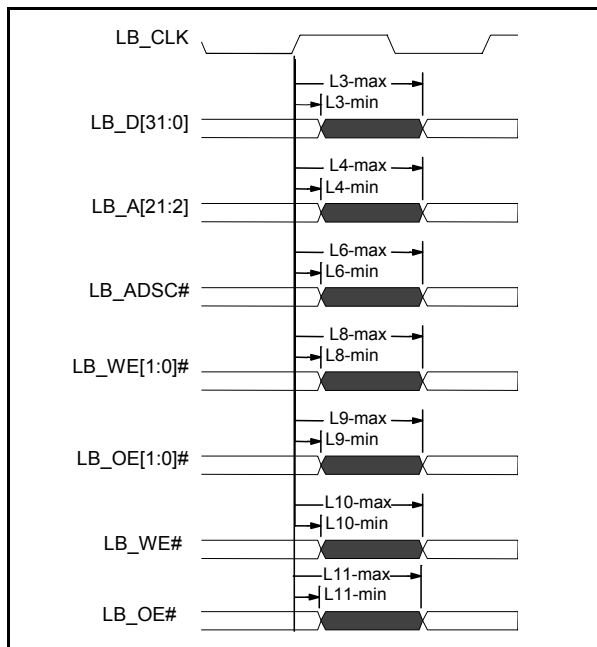 LB_CLK
L3-max
L3-min
LB_D[31:0]
L4-max
L4-min
LB_A[21:2]
L6-max
L6-min
LB_ADSC#
L8-max
L8-min
LB_WE[1:0]#
L9-max
L9-min
LB_OE[1:0]#
L10-max
L10-min
LB_WE#
L11-max
L11-min
LB_OE#